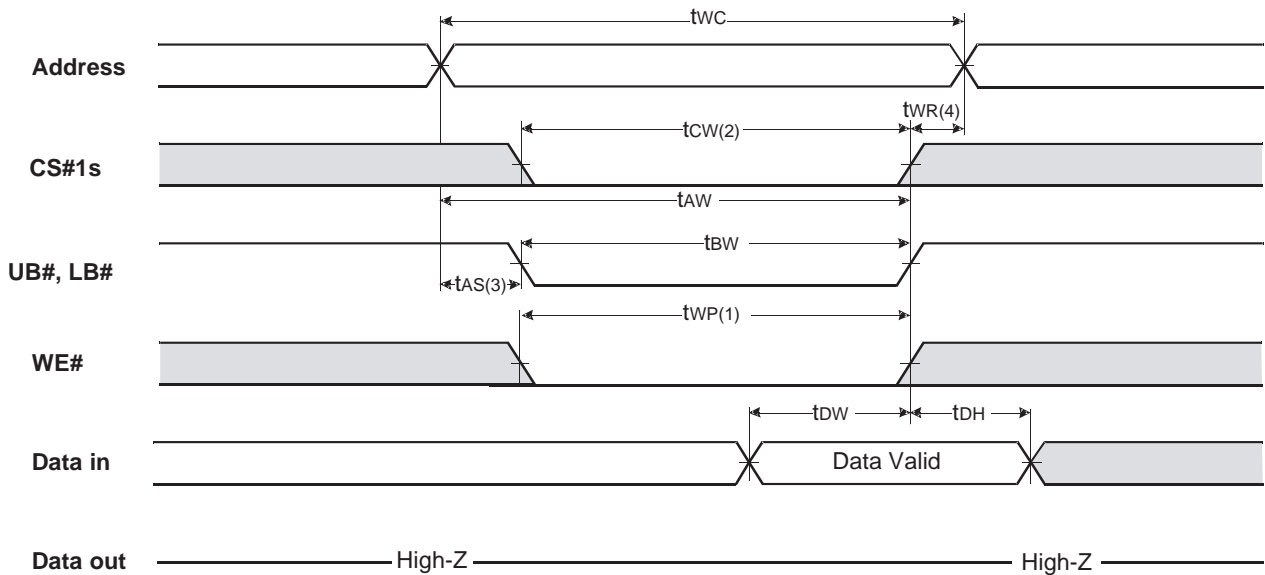 tWC
Address
tWR(4)
tCW(2)
CS#1s
tAW
tBW
UB#, LB#
tAS(3)
tWP(1)
WE#
tDW
tDH
Data in
Data Valid
Data out
High-Z
High-Z